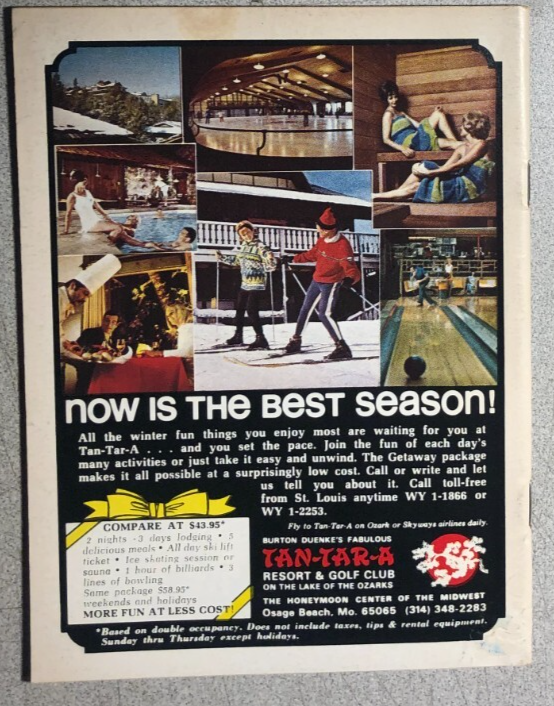 now IS THE BEST season!
All the winter fun things you enjoy most are waiting for you at
Tan-Tar-A . . . and you set the pace. Join the fun of each day's
many activities or just take it easy and unwind. The Getaway package
makes it all possible at a surprisingly low cost. Call or write and let
us tell you about it. Call toll-free
from St. Louis anytime WY 1-1866 or
WY 1-2253.
Fly to Tan-Tar-A on Ozark or Skyways airlines daily.
COMPARE AT $43.95*
2 nights - 3 days lodging • 5
delicious meals • All day ski lift
ticket • Ice skating session or
sauna • 1 hour of billiards • 3
lines of bowling
Same package $58.95*
weekends and holidays
MORE FUN AT LESS COST!
BURTON DUENKE'S FABULOUS
TAN-TAR-A
RESORT & GOLF CLUB
ON THE LAKE OF THE OZARKS
THE HONEYMOON CENTER OF THE MIDWEST
Osage Beach, Mo. 65065 (314) 348-2283
*Based on double occupancy. Does not include taxes, tips & rental equipment.
Sunday thru Thursday except holidays.